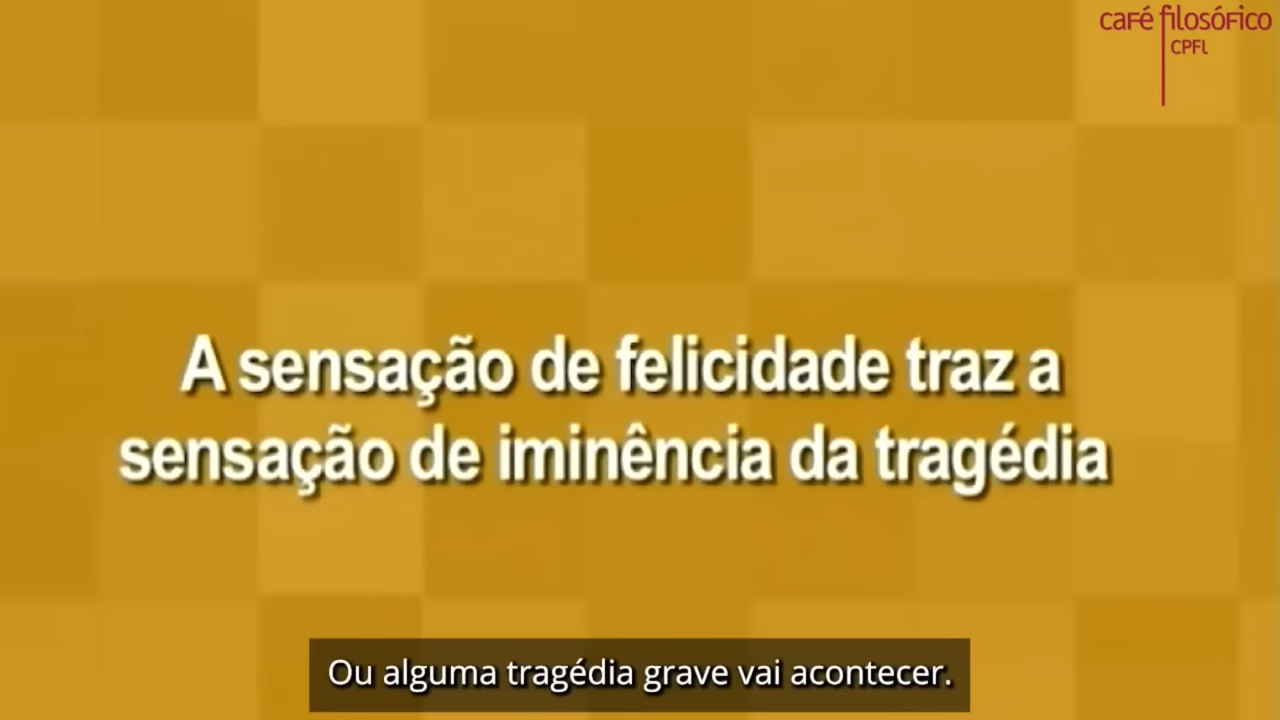 café filosófico
CPFL
A sensação de felicidade traz a
sensação de iminência da tragédia
Ou alguma tragédia grave vai acontecer.